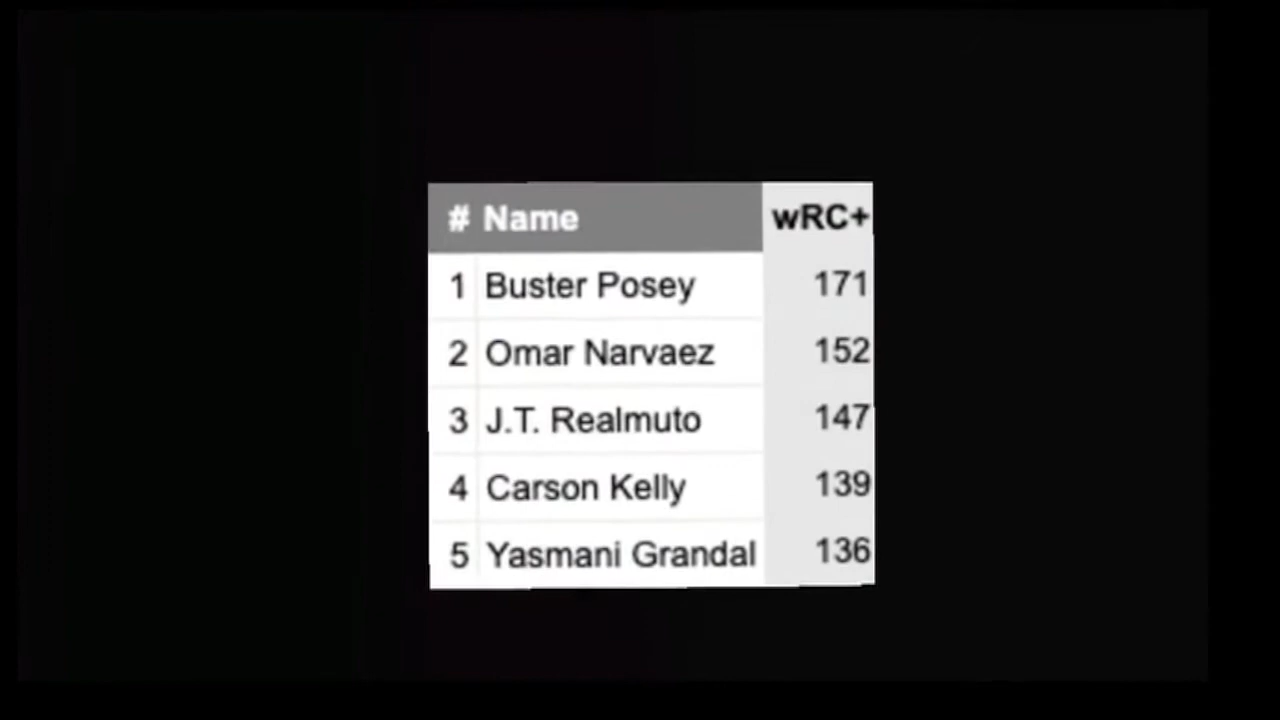 # Name wRC+
1 Buster Posey 171
2 Omar Narvaez 152
3 J.T. Realmuto 147
4 Carson Kelly 139
5 Yasmani Grandal 136